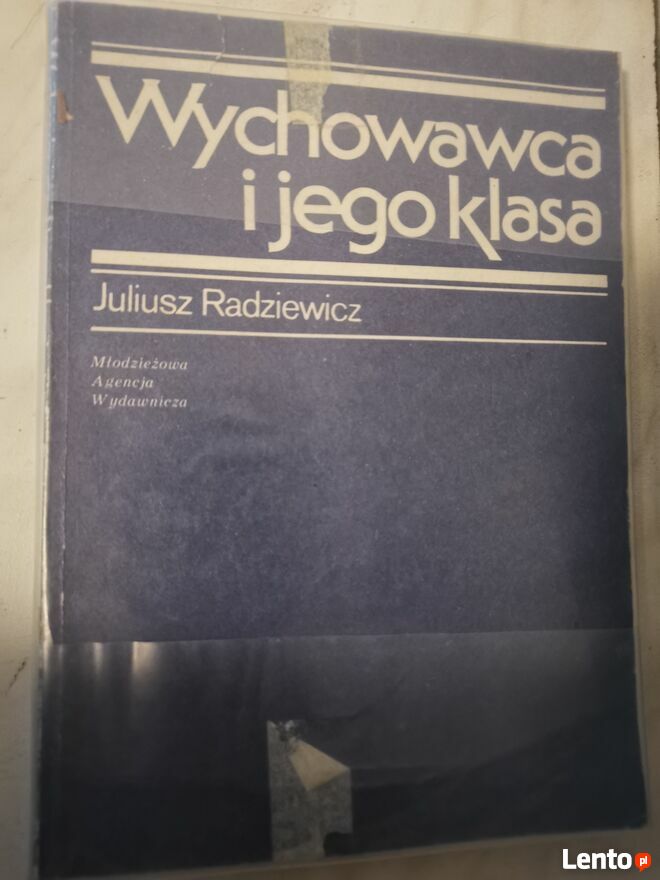 Wychowawca
i jego klasa
Juliusz Radziewicz
Młodzieżowa
Agencja
Wydawnicza
Lento.pl